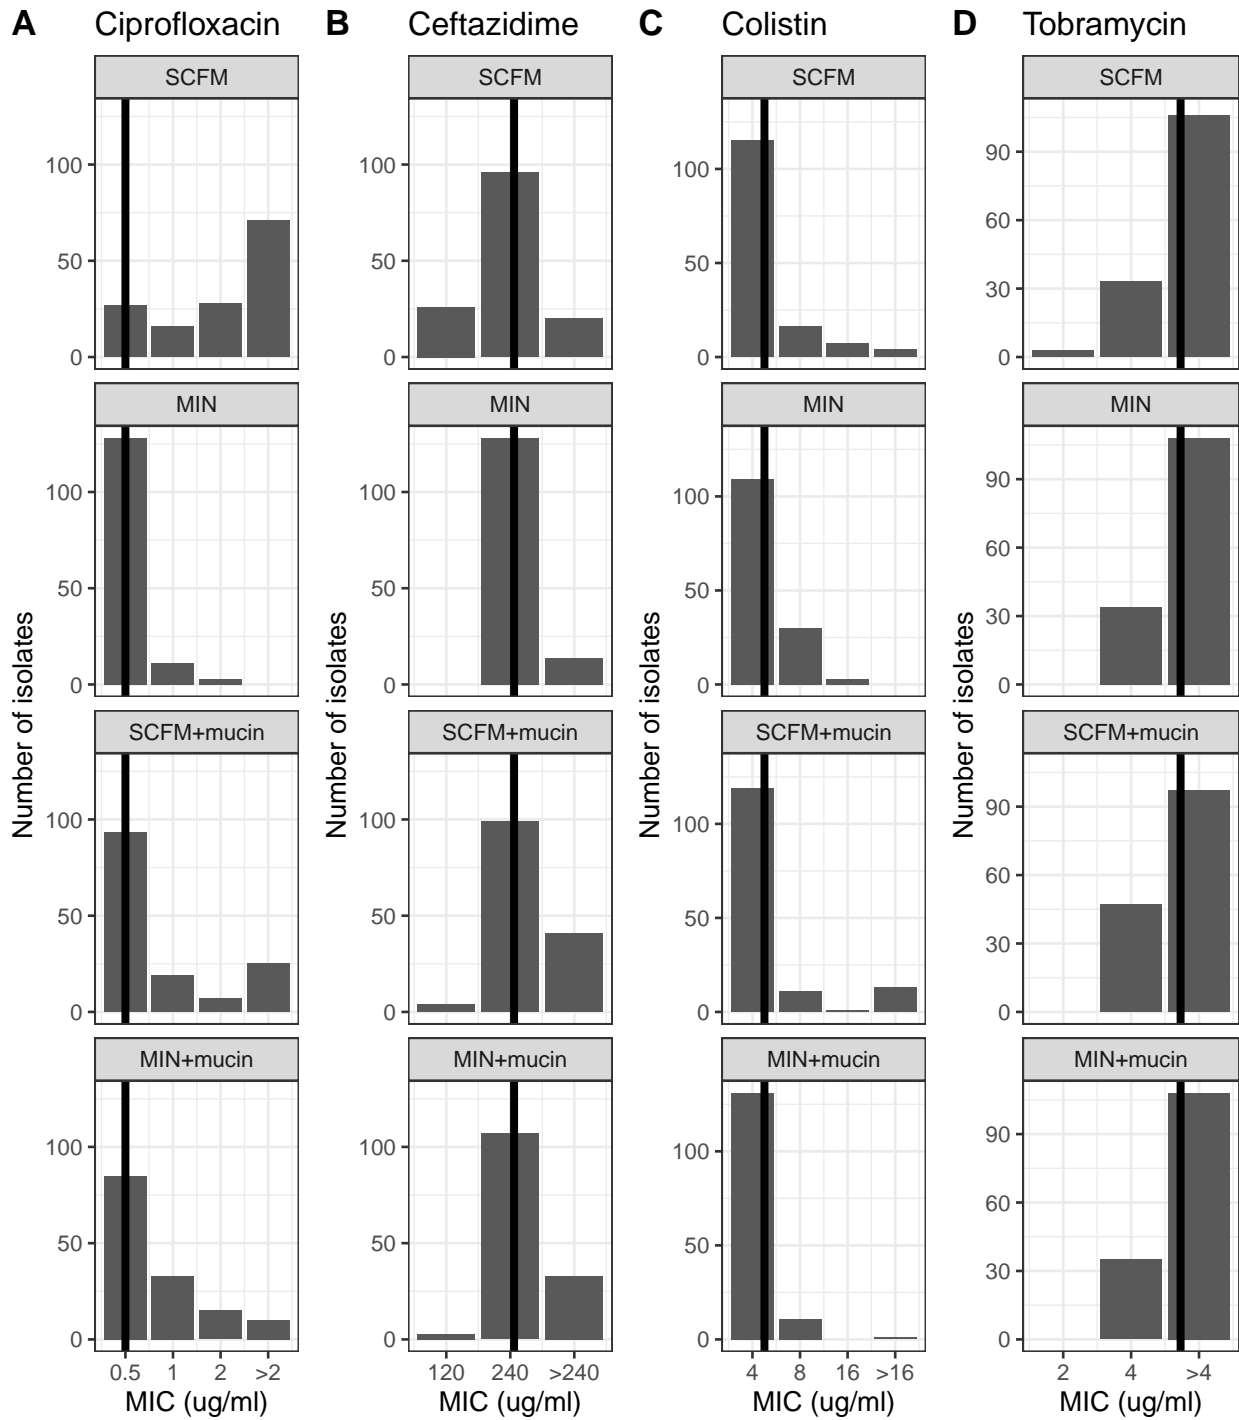 A Ciprofloxacin
SCFM
100
50
0
MIN
100
50
0
SCFM+mucin
100
50
0
MIN+mucin
100
50
0
0.5 1 2 >2
MIC (ug/ml)
Number of isolates
B Ceftazidime
SCFM
100
50
0
MIN
100
50
0
SCFM+mucin
100
50
0
MIN+mucin
100
50
0
120 240 >240
MIC (ug/ml)
Number of isolates
C Colistin
SCFM
100
50
0
MIN
100
50
0
SCFM+mucin
100
50
0
MIN+mucin
100
50
0
4 8 16 >16
MIC (ug/ml)
Number of isolates
D Tobramycin
SCFM
90
60
30
0
MIN
90
60
30
0
SCFM+mucin
90
60
30
0
MIN+mucin
90
60
30
0
2 4 >4
MIC (ug/ml)
Number of isolates